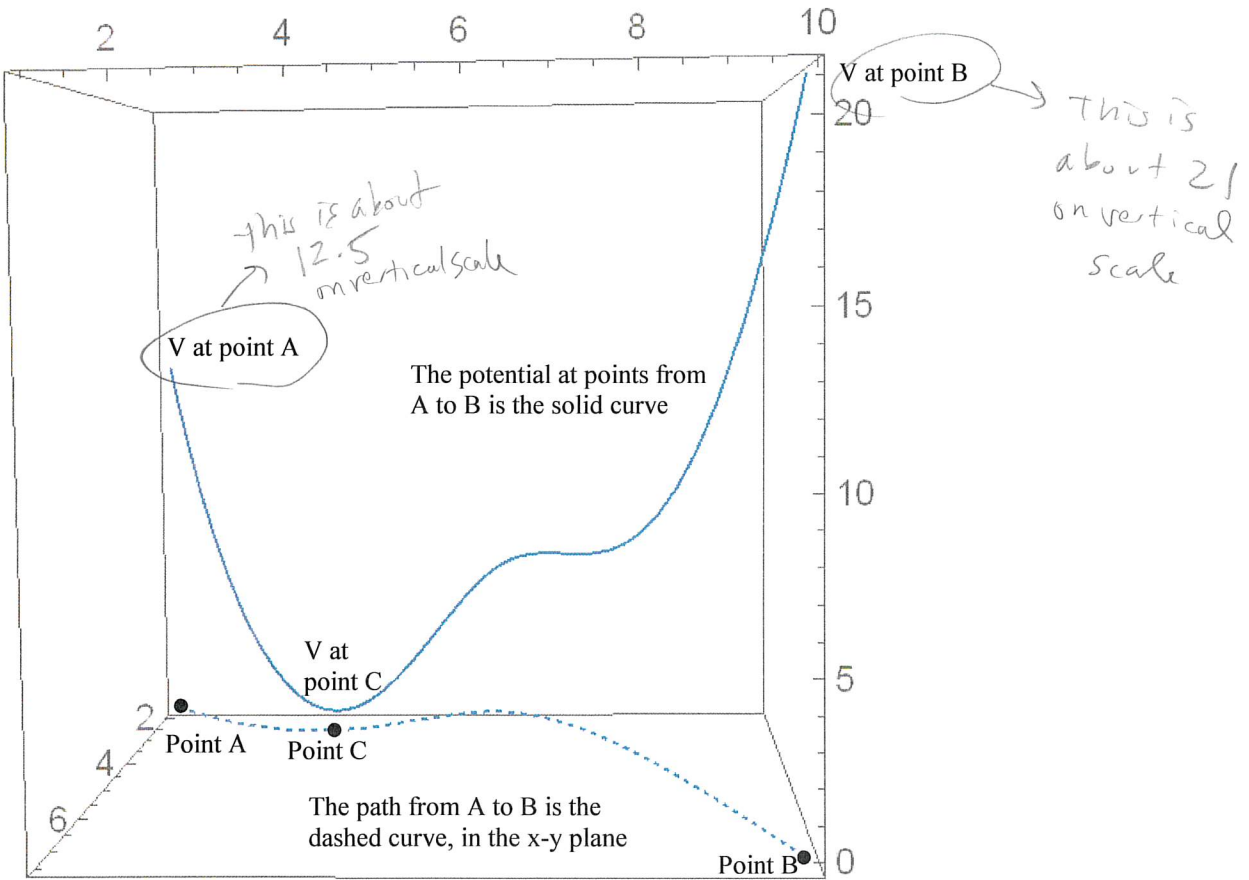 2 4 6 8 10
V at point B
This is
about 21
on vertical
scale
20
this is about
12.5
on vertical scale
V at point A
15
The potential at points from
A to B is the solid curve
10
V at
point C
5
2
Point A
Point C
4
6
The path from A to B is the
dashed curve, in the x-y plane
Point B
0